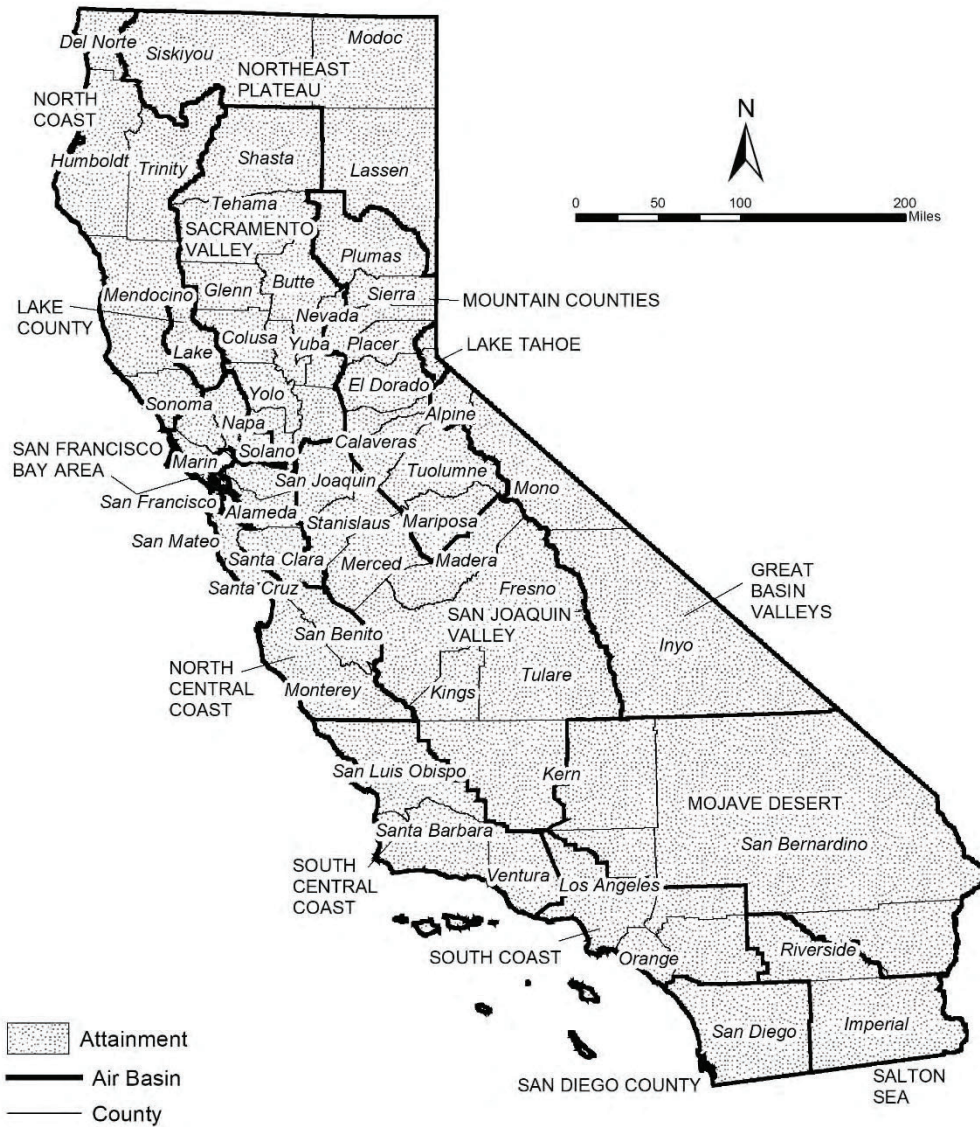 Del Norte
Siskiyou
Modoc
NORTHEAST
PLATEAU
NORTH
COAST
N
Humboldt
Trinity
Shasta
Lassen
0 50 100 200
Miles
Tehama
SACRAMENTO
VALLEY
Plumas
Mendocino
Glenn
Butte
Sierra
MOUNTAIN COUNTIES
LAKE
COUNTY
Nevada
Colusa
Yuba
Placer
Lake
LAKE TAHOE
El Dorado
Yolo
Sonoma
Napa
Alpine
Solano
Calaveras
SAN FRANCISCO
BAY AREA
Marin
San Joaquin
Tuolumne
Mono
San Francisco
Alameda
Stanislaus
Mariposa
San Mateo
Santa Clara
Merced
Madera
Santa Cruz
Fresno
GREAT
BASIN
VALLEYS
SAN JOAQUIN
VALLEY
San Benito
Inyo
NORTH
CENTRAL
COAST
Monterey
Kings
Tulare
San Luis Obispo
Kern
MOJAVE DESERT
Santa Barbara
San Bernardino
SOUTH
CENTRAL
COAST
Ventura
Los Angeles
SOUTH COAST
Orange
Riverside
San Diego
Imperial
SAN DIEGO COUNTY
SALTON
SEA
Attainment
Air Basin
County